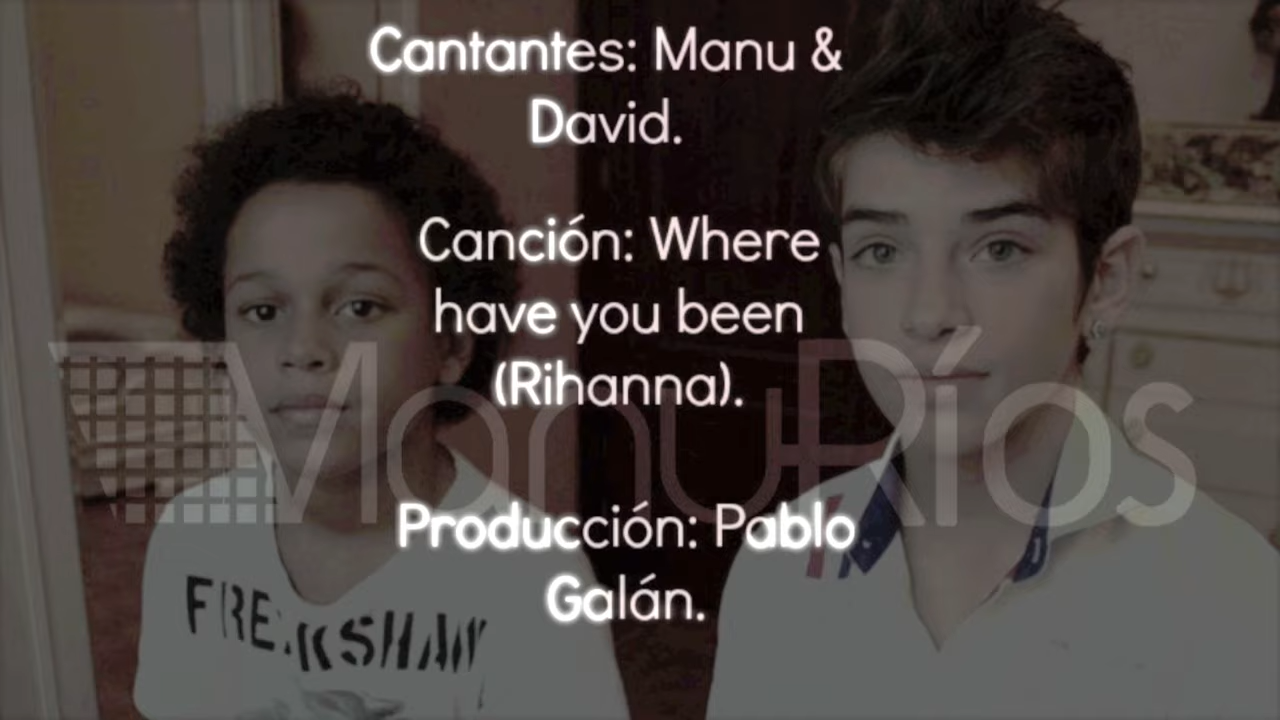 Cantantes: Manu &
David.
Canción: Where
have you been
(Rihanna).
ManuRíos
Producción: Pablo
Galán.